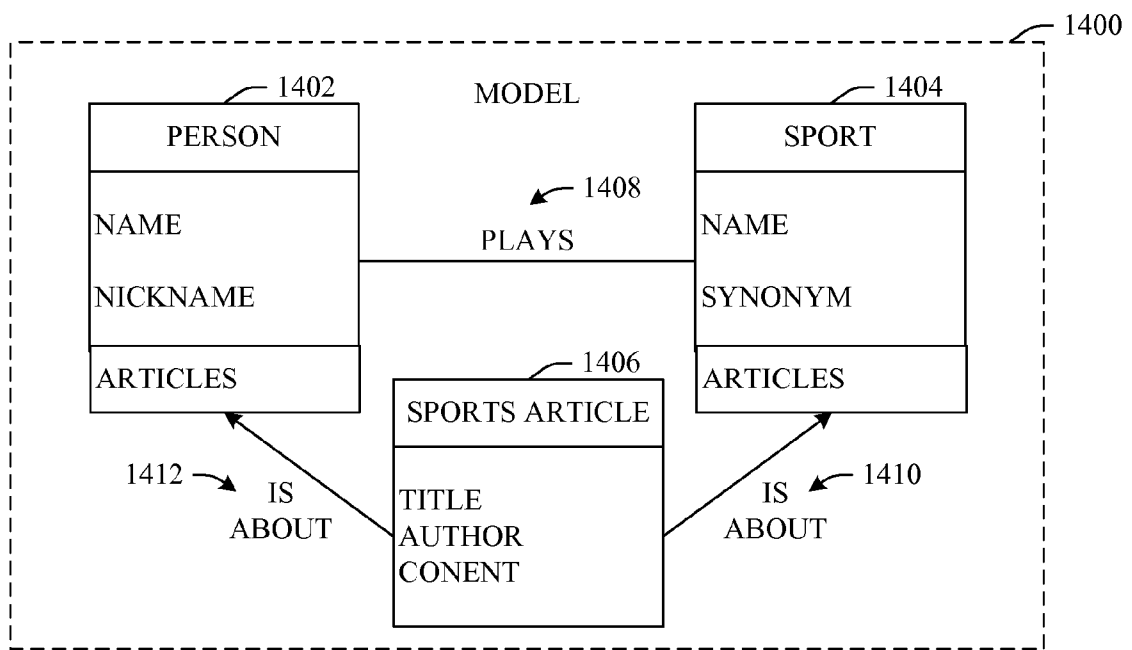 1400
1402
MODEL
1404
PERSON
SPORT
1408
NAME
PLAYS
NAME
NICKNAME
SYNONYM
1406
ARTICLES
ARTICLES
SPORTS ARTICLE
1412
IS
ABOUT
TITLE
AUTHOR
CONENT
IS
ABOUT
1410